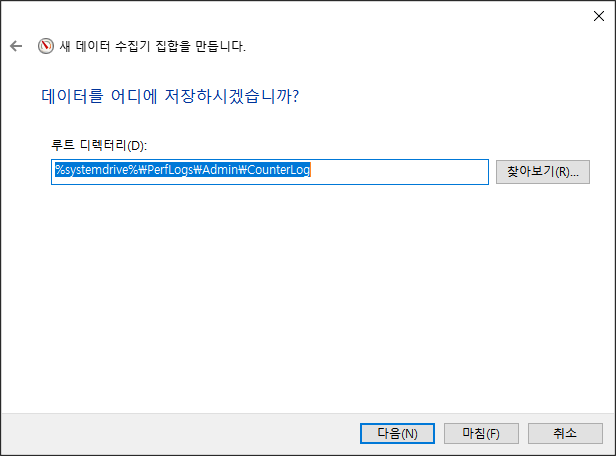 새 데이터 수집기 집합을 만듭니다.
데이터를 어디에 저장하시겠습니까?
루트 디렉터리(D):
%systemdrive%₩PerfLogs₩Admin₩CounterLog
찾아보기(R)...
다음(N)
마침(F)
취소